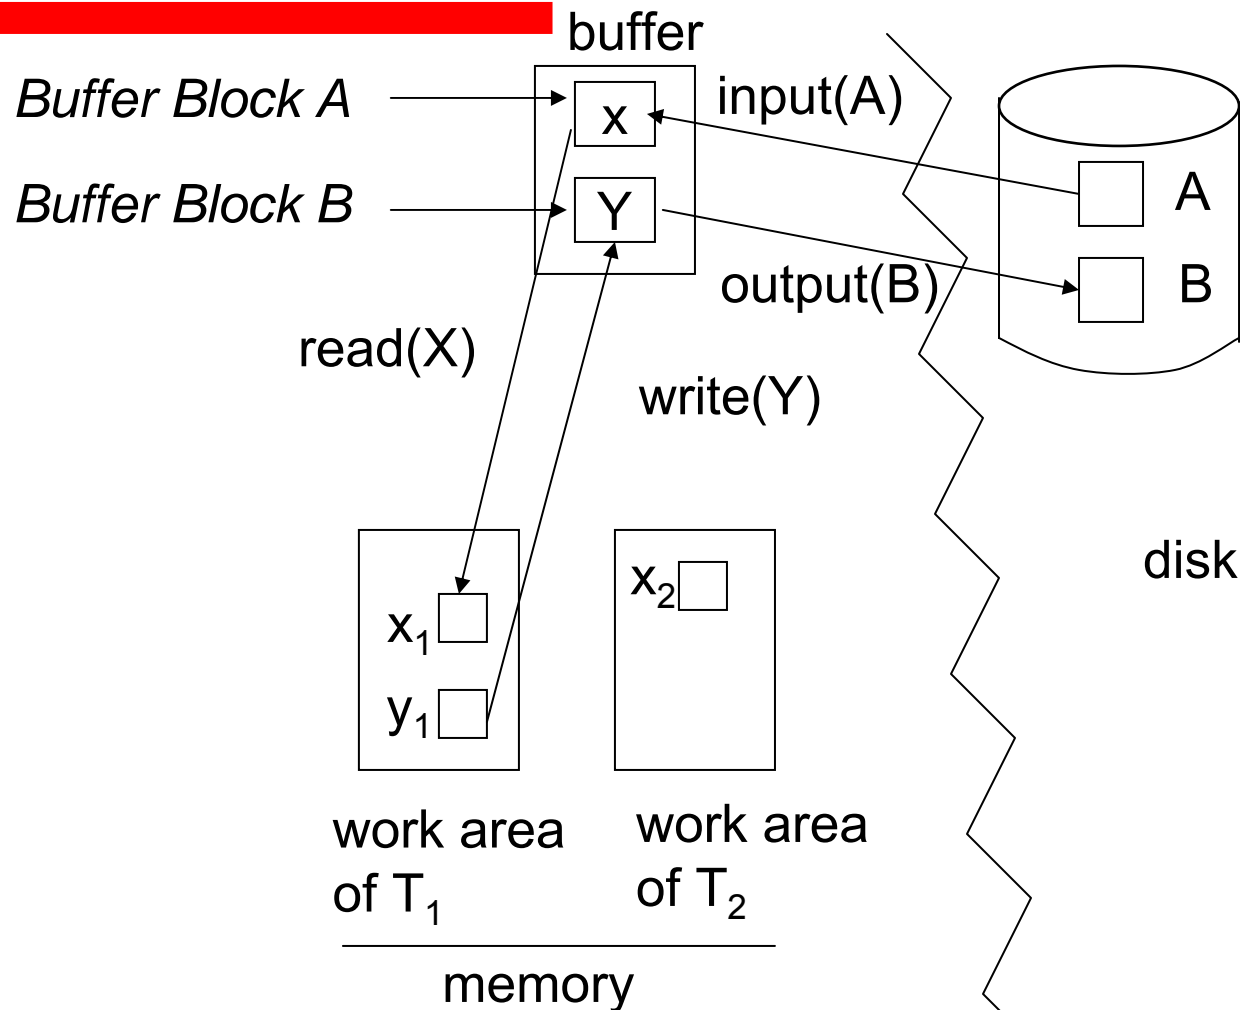 buffer
Buffer Block A
x
input(A)
A
Buffer Block B
Y
output(B)
B
read(X)
write(Y)
disk
x₁
y₁
x₂
work area
of T₁
work area
of T₂
memory